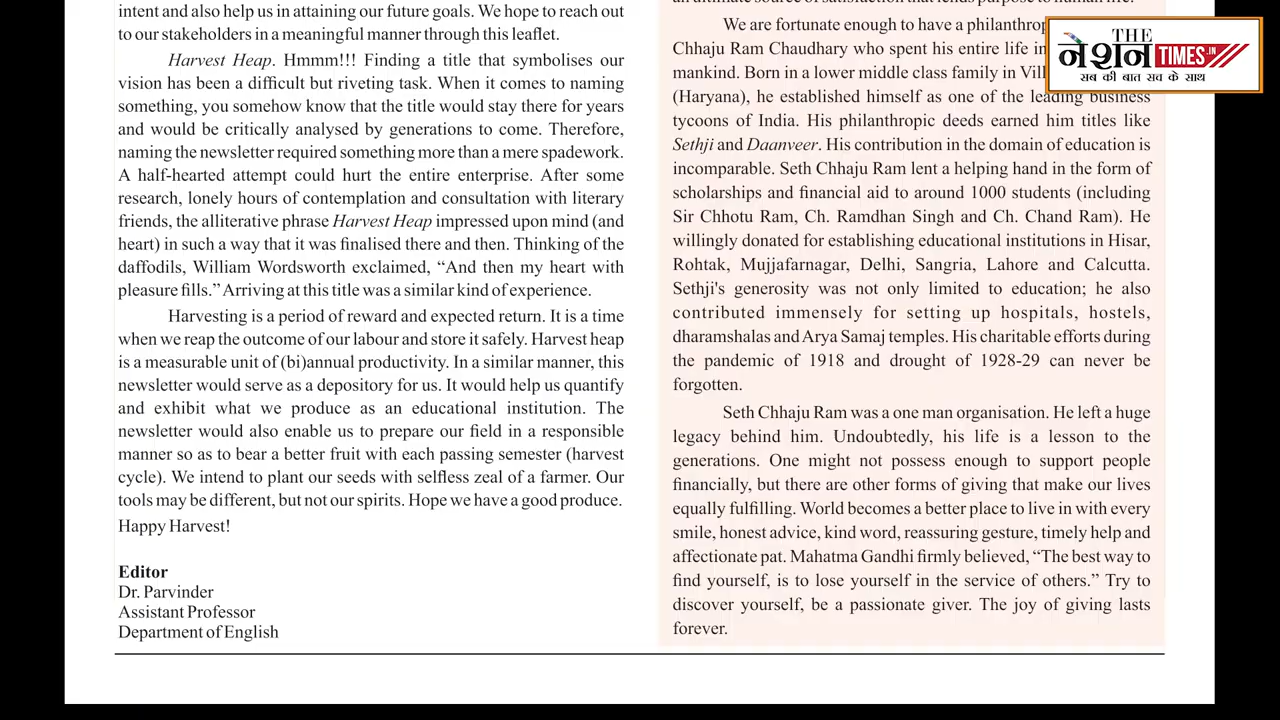 intent and also help us in attaining our future goals. We hope to reach out
to our stakeholders in a meaningful manner through this leaflet.
Harvest Heap. Hmmm!!! Finding a title that symbolises our
vision has been a difficult but riveting task. When it comes to naming
something, you somehow know that the title would stay there for years
and would be critically analysed by generations to come. Therefore,
naming the newsletter required something more than a mere spadework.
A half-hearted attempt could hurt the entire enterprise. After some
research, lonely hours of contemplation and consultation with literary
friends, the alliterative phrase Harvest Heap impressed upon mind (and
heart) in such a way that it was finalised there and then. Thinking of the
daffodils, William Wordsworth exclaimed, “And then my heart with
pleasure fills.” Arriving at this title was a similar kind of experience.
Harvesting is a period of reward and expected return. It is a time
when we reap the outcome of our labour and store it safely. Harvest heap
is a measurable unit of (bi)annual productivity. In a similar manner, this
newsletter would serve as a depository for us. It would help us quantify
and exhibit what we produce as an educational institution. The
newsletter would also enable us to prepare our field in a responsible
manner so as to bear a better fruit with each passing semester (harvest
cycle). We intend to plant our seeds with selfless zeal of a farmer. Our
tools may be different, but not our spirits. Hope we have a good produce.
Happy Harvest!
Editor
Dr. Parvinder
Assistant Professor
Department of English
an ultimate source of satisfaction that lends purpose to human life.
We are fortunate enough to have a
Chhaju Ram Chaudhary who spent his entire life in
mankind. Born in a lower middle class family in
(Haryana), he established himself as one of the leading business
tycoons of India. His philanthropic deeds earned him titles like
Sethji and Daanveer. His contribution in the domain of education is
incomparable. Seth Chhaju Ram lent a helping hand in the form of
scholarships and financial aid to around 1000 students (including
Sir Chhotu Ram, Ch. Ramdhan Singh and Ch. Chand Ram). He
willingly donated for establishing educational institutions in Hisar,
Rohtak, Mujjafarnagar, Delhi, Sangria, Lahore and Calcutta.
Sethji's generosity was not only limited to education; he also
contributed immensely for setting up hospitals, hostels,
dharamshalas and Arya Samaj temples. His charitable efforts during
the pandemic of 1918 and drought of 1928-29 can never be
forgotten.
Seth Chhaju Ram was a one man organisation. He left a huge
legacy behind him. Undoubtedly, his life is a lesson to the
generations. One might not possess enough to support people
financially, but there are other forms of giving that make our lives
equally fulfilling. World becomes a better place to live in with every
smile, honest advice, kind word, reassuring gesture, timely help and
affectionate pat. Mahatma Gandhi firmly believed, “The best way to
find yourself, is to lose yourself in the service of others.” Try to
discover yourself, be a passionate giver. The joy of giving lasts
forever.
THE
नेशन TIMES.IN
सब की बात सच के साथ